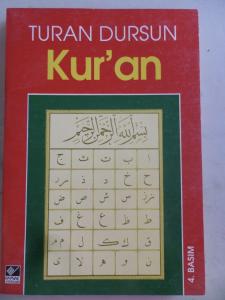 TURAN DURSUN
Kur'an
بسم الله الرحمن الرحيم
ا ب ت ث ج
ح خ د ذ ر ز
س ش ص ض
ط ظ ع غ ف
ق ك ل م
ن و ه لا ى
4. BASIM